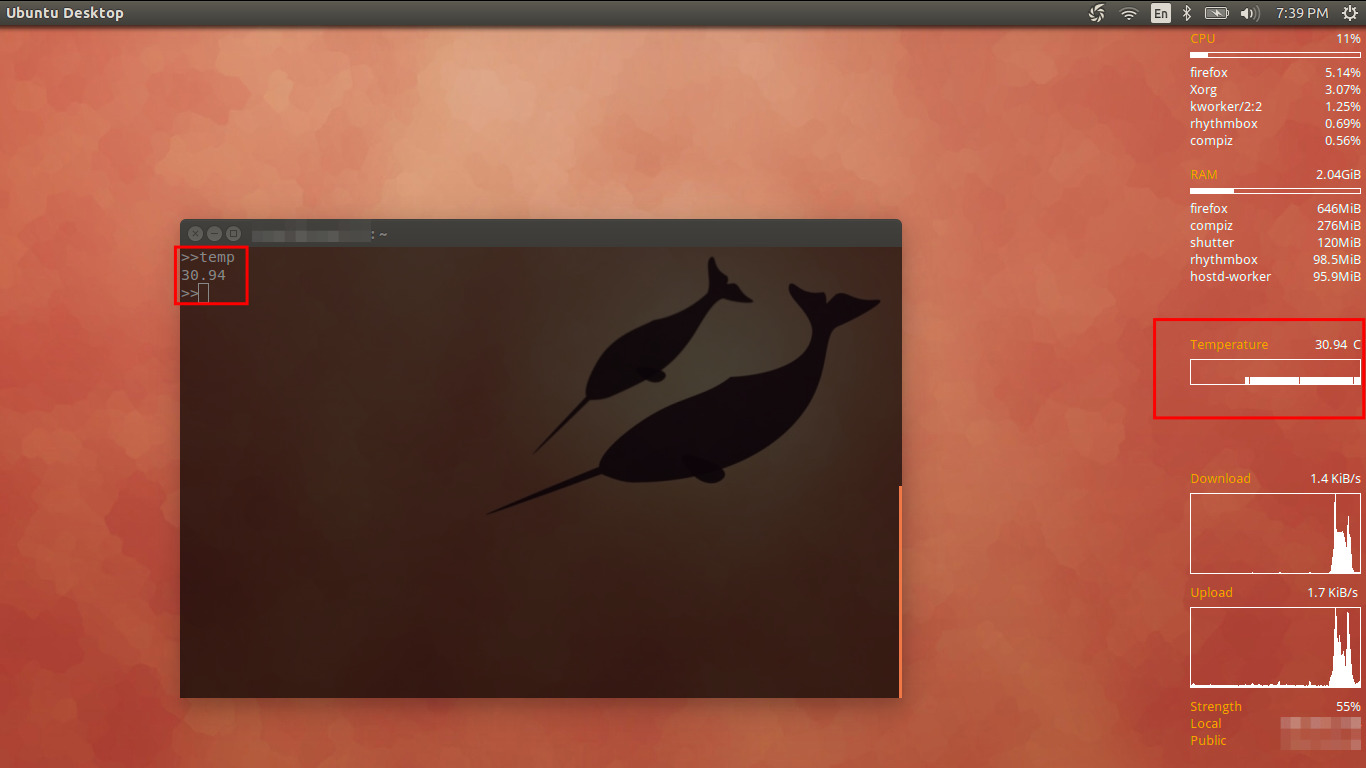 Ubuntu Desktop En 7:39 PM
: ~
>>temp
30.94
>>
CPU 11%
firefox 5.14%
Xorg 3.07%
kworker/2:2 1.25%
rhythmbox 0.69%
compiz 0.56%
RAM 2.04GiB
firefox 646MiB
compiz 276MiB
shutter 120MiB
rhythmbox 98.5MiB
hostd-worker 95.9MiB
Temperature 30.94 C
Download 1.4 KiB/s
Upload 1.7 KiB/s
Strength 55%
Local
Public